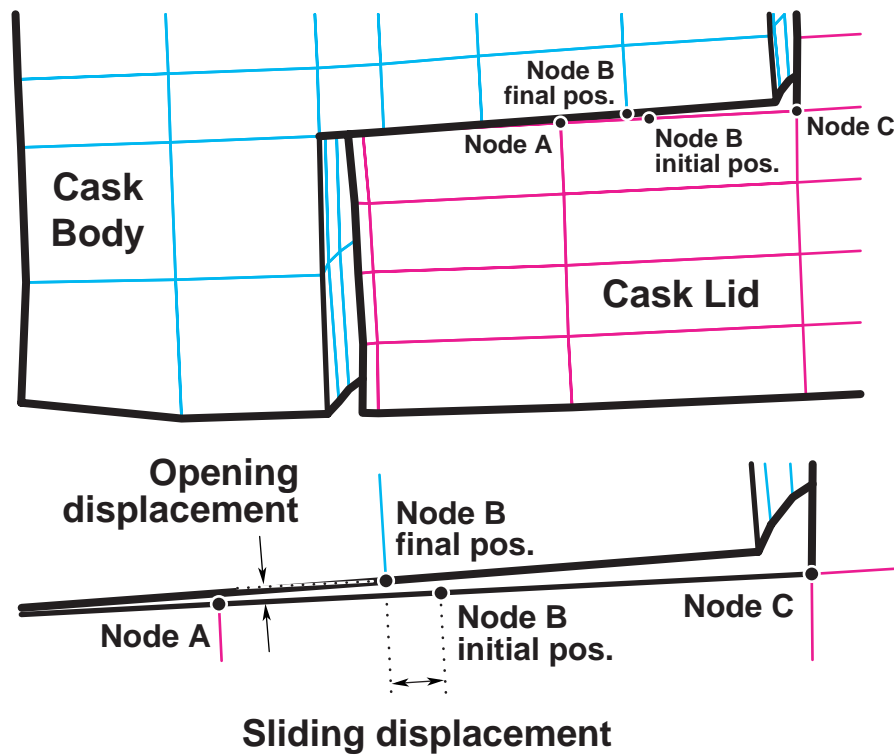 Node B
final pos.
Node A
Node B
initial pos.
Node C
Cask
Body
Cask Lid
Opening
displacement
Node B
final pos.
Node A
Node B
initial pos.
Node C
Sliding displacement